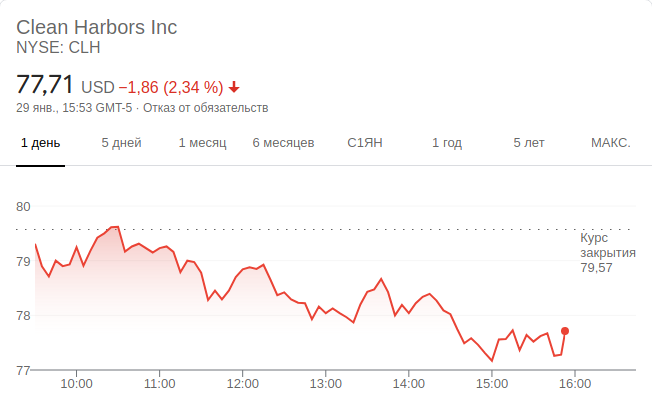 Clean Harbors Inc
NYSE: CLH
77,71 USD −1,86 (2,34 %)
29 янв., 15:53 GMT-5 · Отказ от обязательств
1 день 5 дней 1 месяц 6 месяцев С1ЯН 1 год 5 лет МАКС.
80
Курс
закрытия
79
79,57
78
77
10:00 11:00 12:00 13:00 14:00 15:00 16:00